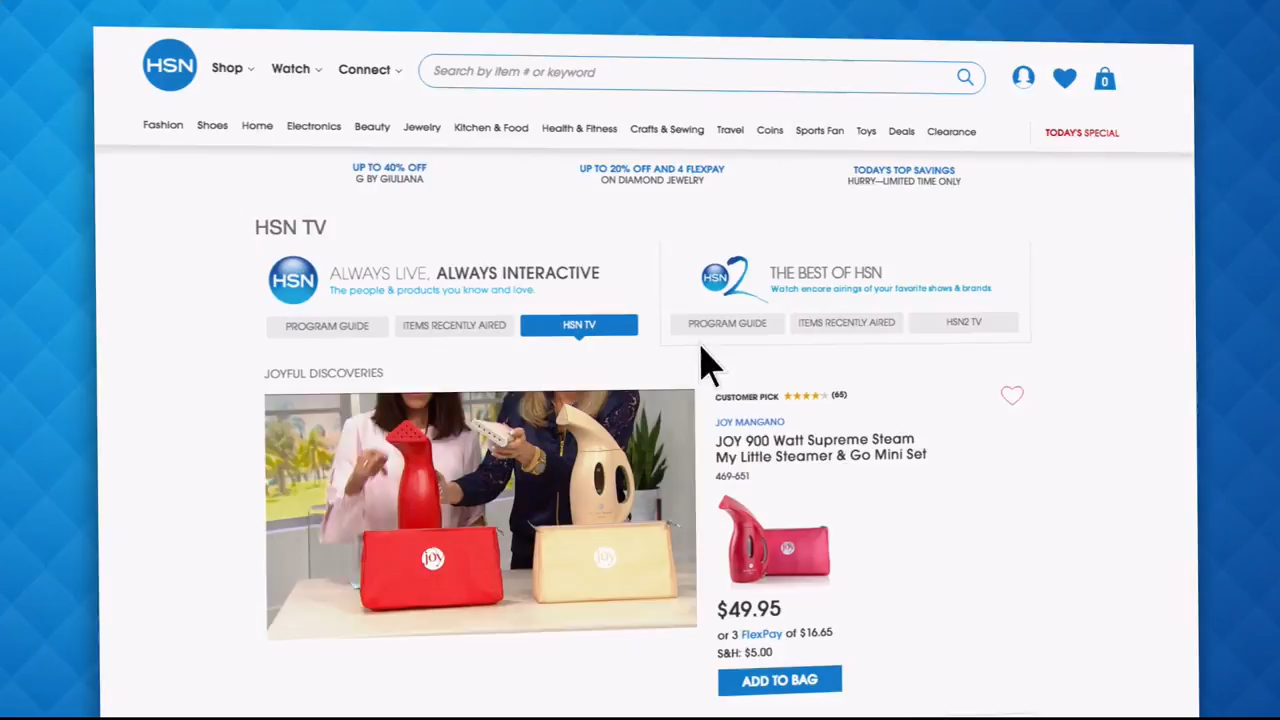 HSN
Shop
Watch
Connect
Search by item # or keyword
0
Fashion
Shoes
Home
Electronics
Beauty
Jewelry
Kitchen & Food
Health & Fitness
Crafts & Sewing
Travel
Coins
Sports Fan
Toys
Deals
Clearance
TODAY'S SPECIAL
UP TO 40% OFF
G BY GIULIANA
UP TO 20% OFF AND 4 FLEXPAY
ON DIAMOND JEWELRY
TODAY'S TOP SAVINGS
HURRY—LIMITED TIME ONLY
HSN TV
HSN
ALWAYS LIVE, ALWAYS INTERACTIVE
The people & products you know and love.
PROGRAM GUIDE
ITEMS RECENTLY AIRED
HSN TV
HSN2
THE BEST OF HSN
Watch encore airings of your favorite shows & brands.
PROGRAM GUIDE
ITEMS RECENTLY AIRED
HSN2 TV
JOYFUL DISCOVERIES
joy
joy
CUSTOMER PICK
(65)
JOY MANGANO
JOY 900 Watt Supreme Steam
My Little Steamer & Go Mini Set
469-651
joy
$49.95
or 3 FlexPay of $16.65
S&H: $5.00
ADD TO BAG